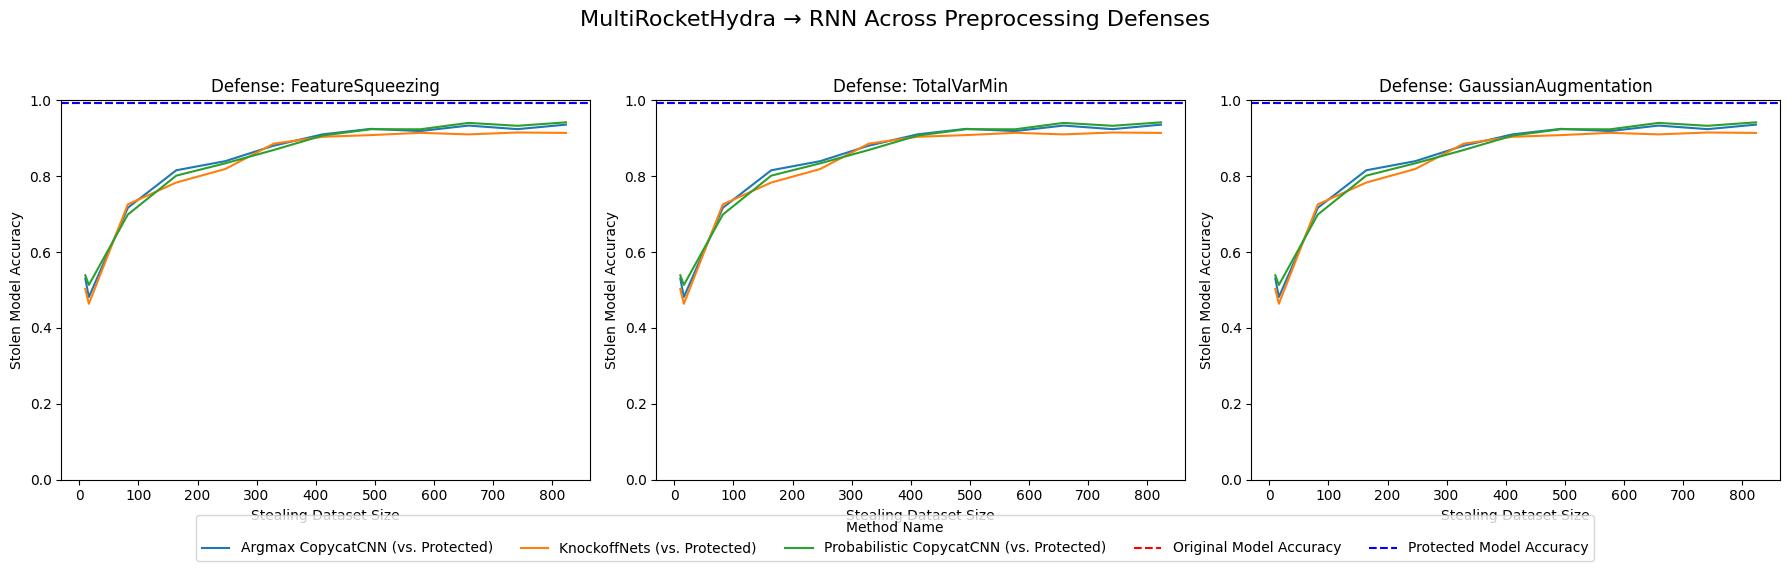 MultiRocketHydra → RNN Across Preprocessing Defenses
Defense: FeatureSqueezing
Stolen Model Accuracy
1.0
0.8
0.6
0.4
0.2
0.0
0 100 200 300 400 500 600 700 800
Stealing Dataset Size
Defense: TotalVarMin
Stolen Model Accuracy
1.0
0.8
0.6
0.4
0.2
0.0
0 100 200 300 400 500 600 700 800
Stealing Dataset Size
Defense: GaussianAugmentation
Stolen Model Accuracy
1.0
0.8
0.6
0.4
0.2
0.0
0 100 200 300 400 500 600 700 800
Stealing Dataset Size
Method Name
Argmax CopycatCNN (vs. Protected) KnockoffNets (vs. Protected) Probabilistic CopycatCNN (vs. Protected) Original Model Accuracy Protected Model Accuracy